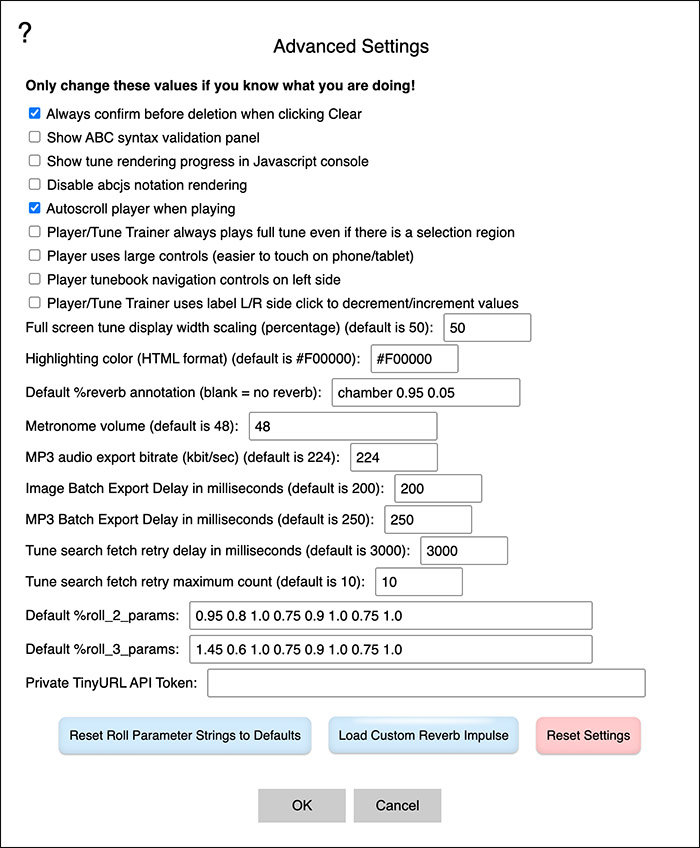 ?
Advanced Settings
Only change these values if you know what you are doing!
Always confirm before deletion when clicking Clear
Show ABC syntax validation panel
Show tune rendering progress in Javascript console
Disable abcjs notation rendering
Autoscroll player when playing
Player/Tune Trainer always plays full tune even if there is a selection region
Player uses large controls (easier to touch on phone/tablet)
Player tunebook navigation controls on left side
Player/Tune Trainer uses label L/R side click to decrement/increment values
Full screen tune display width scaling (percentage) (default is 50): 50
Highlighting color (HTML format) (default is #F00000): #F00000
Default %reverb annotation (blank = no reverb): chamber 0.95 0.05
Metronome volume (default is 48): 48
MP3 audio export bitrate (kbit/sec) (default is 224): 224
Image Batch Export Delay in milliseconds (default is 200): 200
MP3 Batch Export Delay in milliseconds (default is 250): 250
Tune search fetch retry delay in milliseconds (default is 3000): 3000
Tune search fetch retry maximum count (default is 10): 10
Default %roll_2_params: 0.95 0.8 1.0 0.75 0.9 1.0 0.75 1.0
Default %roll_3_params: 1.45 0.6 1.0 0.75 0.9 1.0 0.75 1.0
Private TinyURL API Token:
Reset Roll Parameter Strings to Defaults Load Custom Reverb Impulse Reset Settings
OK Cancel